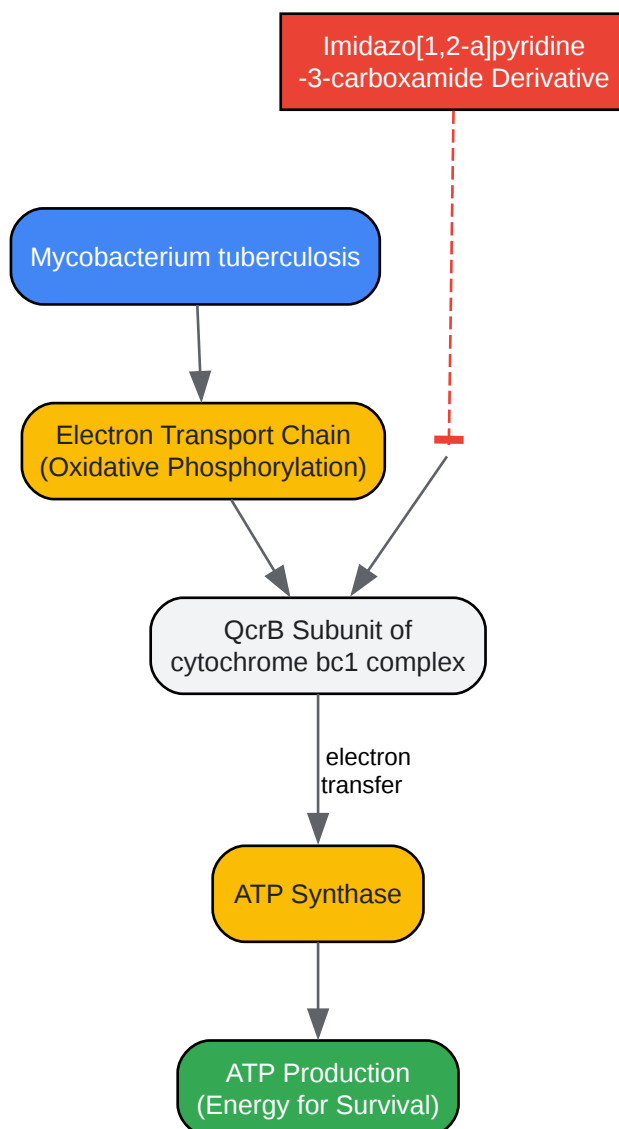 Imidazo[1,2-a]pyridine
-3-carboxamide Derivative
Mycobacterium tuberculosis
Electron Transport Chain
(Oxidative Phosphorylation)
QcrB Subunit of
cytochrome bc1 complex
electron
transfer
ATP Synthase
ATP Production
(Energy for Survival)